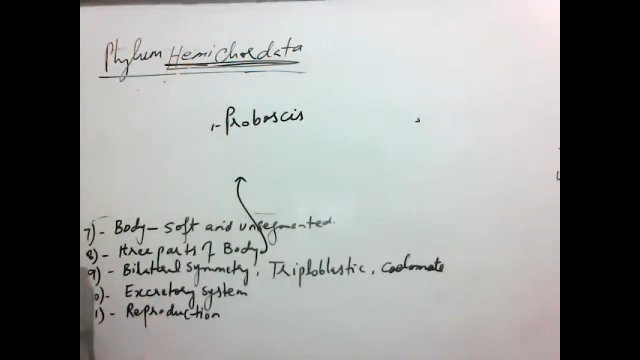 Phylum Hemichordata
1- Proboscis
7)- Body - soft and unsegmented.
8)- three parts of Body
9)- Bilateral Symmetry, Triploblastic, Coelomate
0)- Excretory system
1)- Reproduction